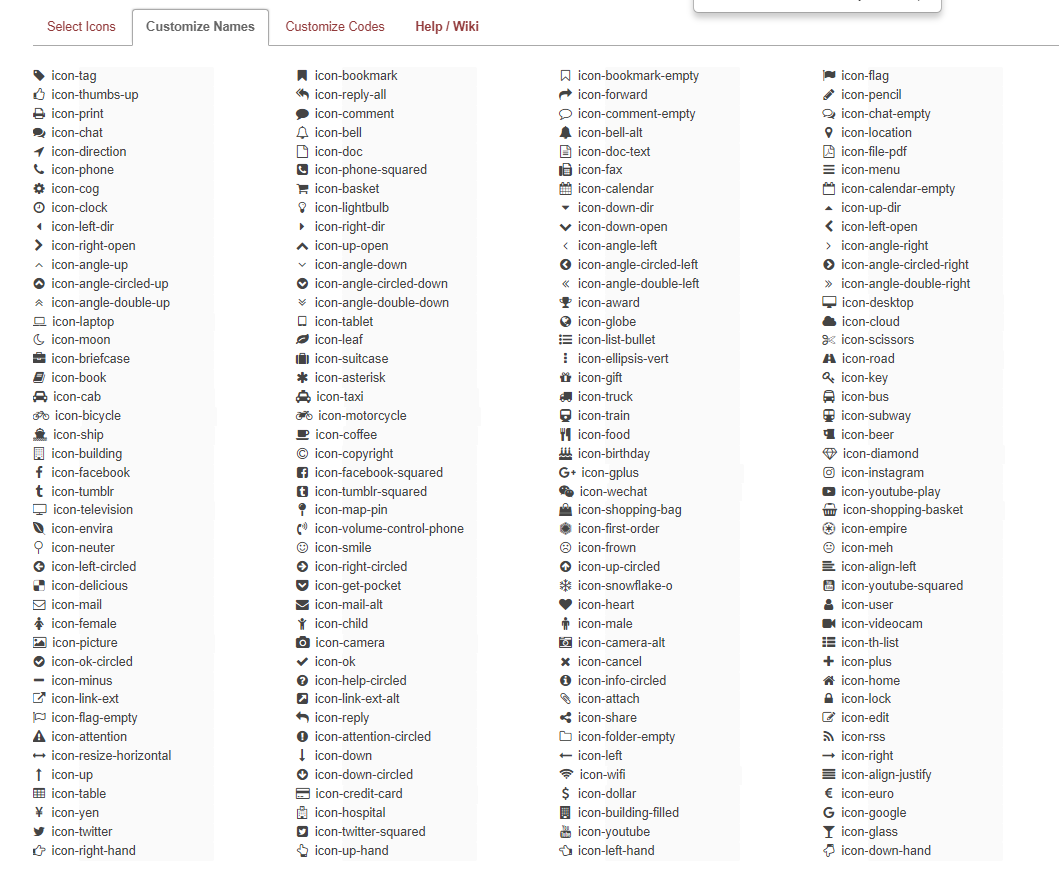 Select Icons Customize Names Customize Codes Help / Wiki
icon-tag icon-bookmark icon-bookmark-empty icon-flag
icon-thumbs-up icon-reply-all icon-forward icon-pencil
icon-print icon-comment icon-comment-empty icon-chat-empty
icon-chat icon-bell icon-bell-alt icon-location
icon-direction icon-doc icon-doc-text icon-file-pdf
icon-phone icon-phone-squared icon-fax icon-menu
icon-cog icon-basket icon-calendar icon-calendar-empty
icon-clock icon-lightbulb icon-down-dir icon-up-dir
icon-left-dir icon-right-dir icon-down-open icon-left-open
icon-right-open icon-up-open icon-angle-left icon-angle-right
icon-angle-up icon-angle-down icon-angle-circled-left icon-angle-circled-right
icon-angle-circled-up icon-angle-circled-down icon-angle-double-left icon-angle-double-right
icon-angle-double-up icon-angle-double-down icon-award icon-desktop
icon-laptop icon-tablet icon-globe icon-cloud
icon-moon icon-leaf icon-list-bullet icon-scissors
icon-briefcase icon-suitcase icon-ellipsis-vert icon-road
icon-book icon-asterisk icon-gift icon-key
icon-cab icon-taxi icon-truck icon-bus
icon-bicycle icon-motorcycle icon-train icon-subway
icon-ship icon-coffee icon-food icon-beer
icon-building icon-copyright icon-birthday icon-diamond
icon-facebook icon-facebook-squared icon-gplus icon-instagram
icon-tumblr icon-tumblr-squared icon-wechat icon-youtube-play
icon-television icon-map-pin icon-shopping-bag icon-shopping-basket
icon-envira icon-volume-control-phone icon-first-order icon-empire
icon-neuter icon-smile icon-frown icon-meh
icon-left-circled icon-right-circled icon-up-circled icon-align-left
icon-delicious icon-get-pocket icon-snowflake-o icon-youtube-squared
icon-mail icon-mail-alt icon-heart icon-user
icon-female icon-child icon-male icon-videocam
icon-picture icon-camera icon-camera-alt icon-th-list
icon-ok-circled icon-ok icon-cancel icon-plus
icon-minus icon-help-circled icon-info-circled icon-home
icon-link-ext icon-link-ext-alt icon-attach icon-lock
icon-flag-empty icon-reply icon-share icon-edit
icon-attention icon-attention-circled icon-folder-empty icon-rss
icon-resize-horizontal icon-down icon-left icon-right
icon-up icon-down-circled icon-wifi icon-align-justify
icon-table icon-credit-card icon-dollar icon-euro
icon-yen icon-hospital icon-building-filled icon-google
icon-twitter icon-twitter-squared icon-youtube icon-glass
icon-right-hand icon-up-hand icon-left-hand icon-down-hand